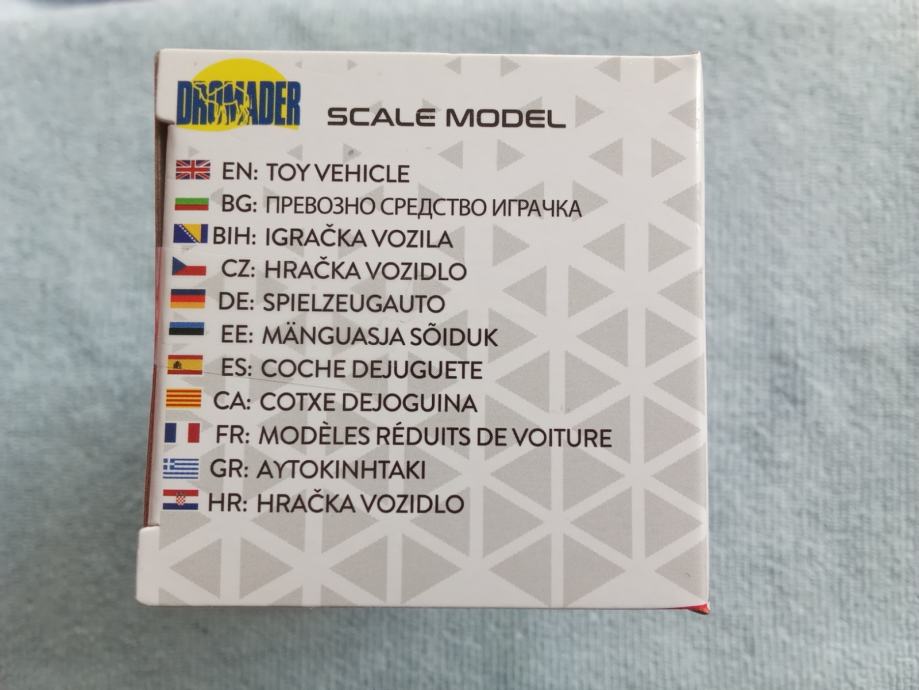 DROMADER
SCALE MODEL
EN: TOY VEHICLE
BG: ПРЕВОЗНО СРЕДСТВО ИГРАЧКА
BIH: IGRAČKA VOZILA
CZ: HRAČKA VOZIDLO
DE: SPIELZEUGAUTO
EE: MÄNGUASJA SÕIDUK
ES: COCHE DEJUGUETE
CA: COTXE DEJOGUINA
FR: MODÈLES RÉDUITS DE VOITURE
GR: ΑΥΤΟΚΙΝΗΤΑΚΙ
HR: HRAČKA VOZIDLO